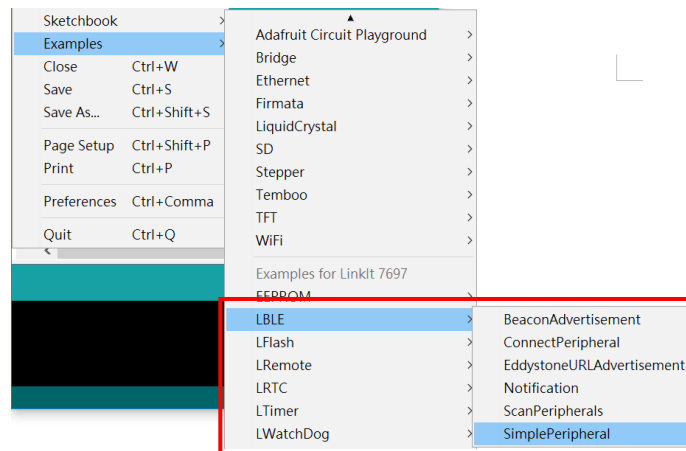 Sketchbook
Examples
Close Ctrl+W
Save Ctrl+S
Save As... Ctrl+Shift+S
Page Setup Ctrl+Shift+P
Print Ctrl+P
Preferences Ctrl+Comma
Quit Ctrl+Q
Adafruit Circuit Playground
Bridge
Ethernet
Firmata
LiquidCrystal
SD
Stepper
Temboo
TFT
WiFi
Examples for LinkIt 7697
EEPROM
LBLE
LFlash
LRemote
LRTC
LTimer
LWatchDog
BeaconAdvertisement
ConnectPeripheral
EddystoneURLAdvertisement
Notification
ScanPeripherals
SimplePeripheral